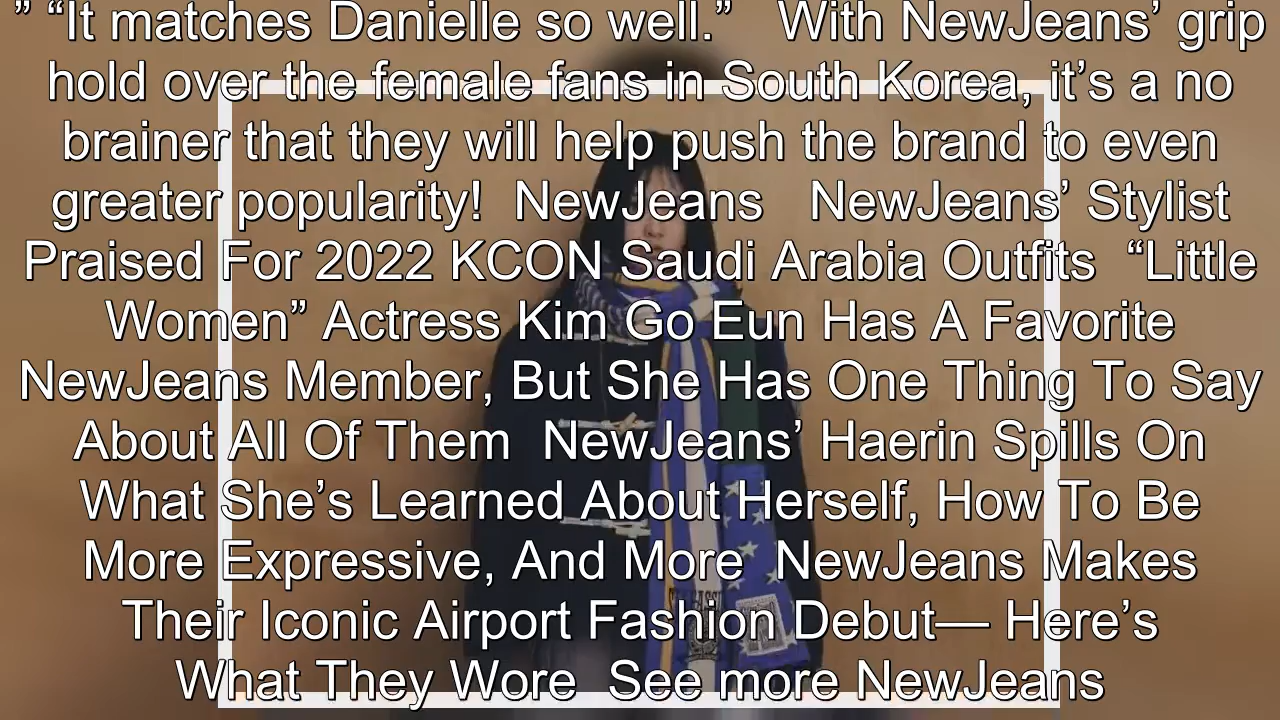 ” “It matches Danielle so well.” With NewJeans’ grip
hold over the female fans in South Korea, it’s a no
brainer that they will help push the brand to even
greater popularity! NewJeans NewJeans’ Stylist
Praised For 2022 KCON Saudi Arabia Outfits “Little
Women” Actress Kim Go Eun Has A Favorite
NewJeans Member, But She Has One Thing To Say
About All Of Them NewJeans’ Haerin Spills On
What She’s Learned About Herself, How To Be
More Expressive, And More NewJeans Makes
Their Iconic Airport Fashion Debut— Here’s
What They Wore See more NewJeans